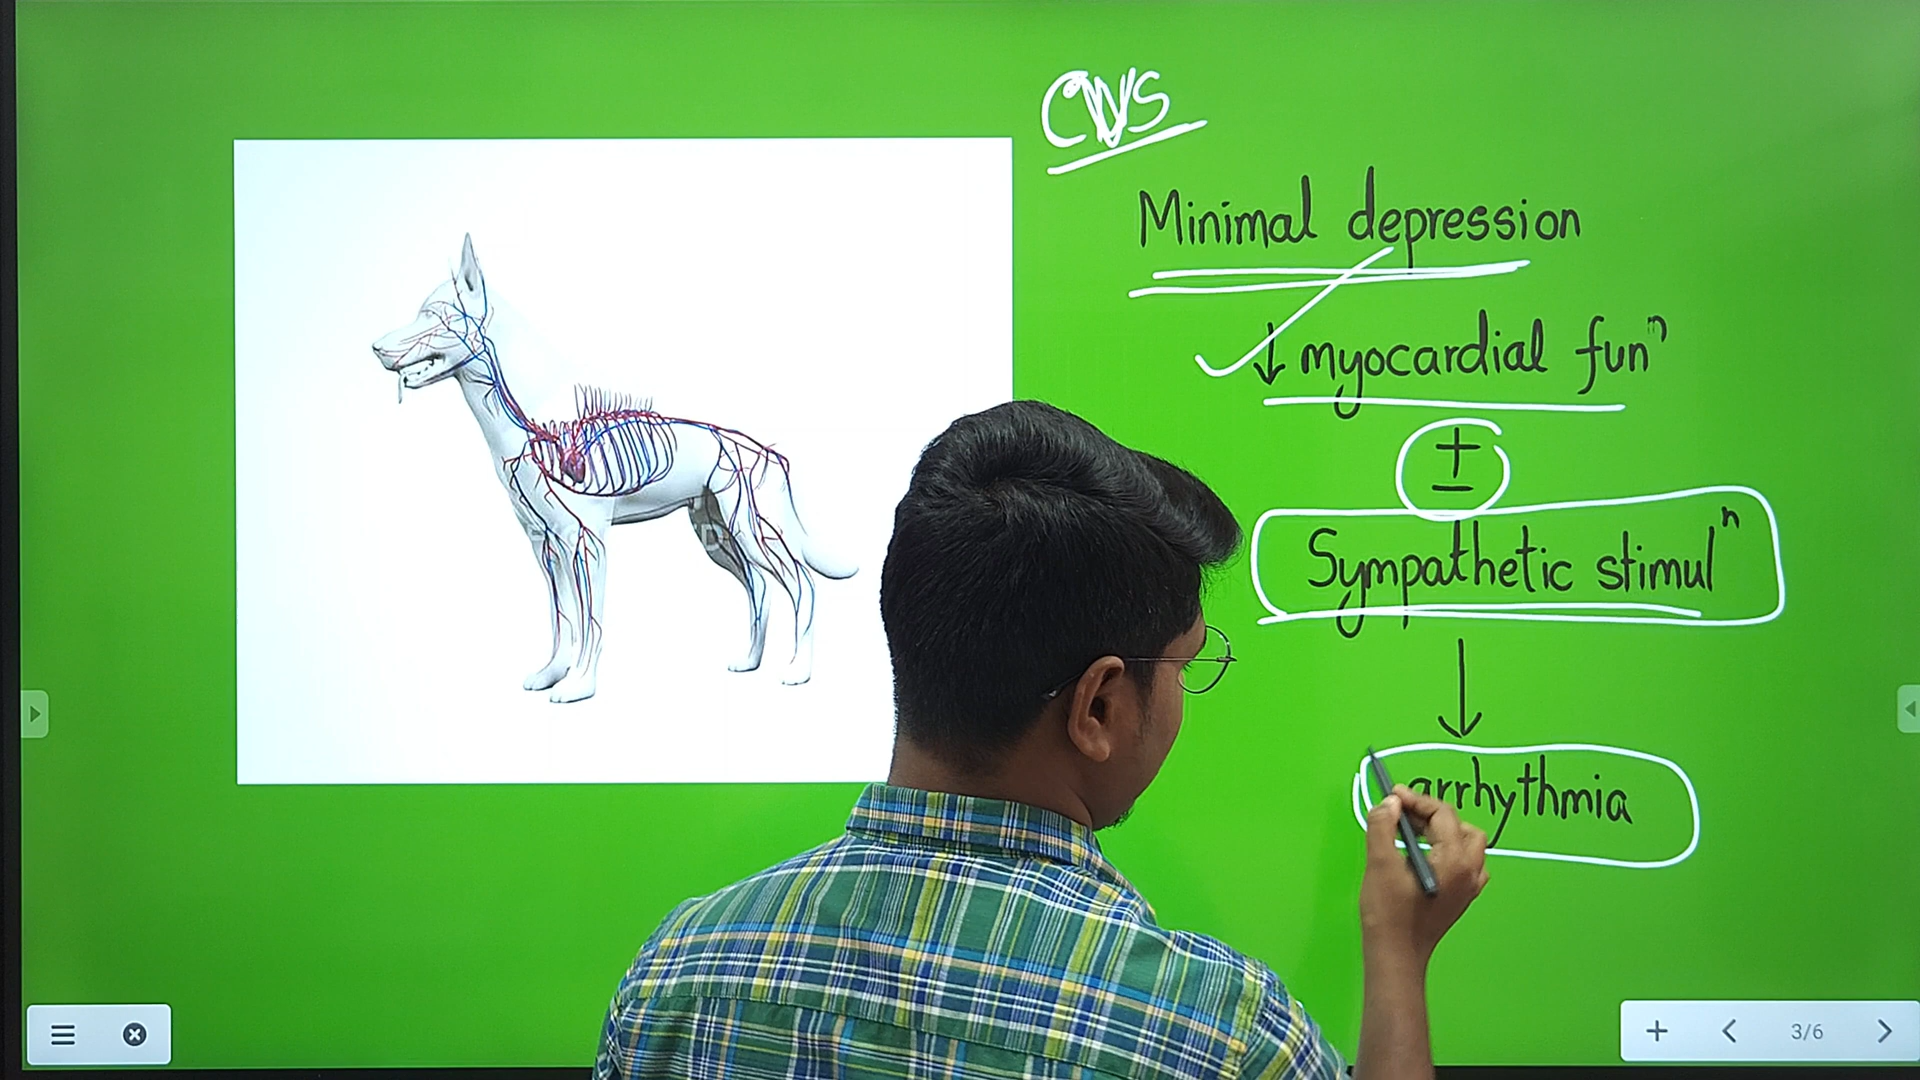 CVS
Minimal depression
↓ myocardial funⁿ
±
Sympathetic stimulⁿ
↓
arrhythmia
3/6